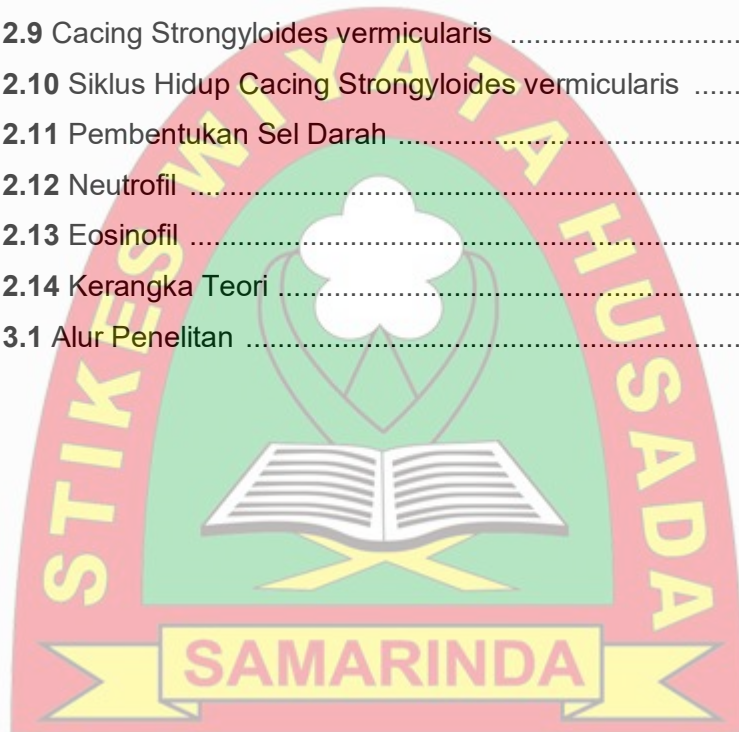 2.9 Cacing Strongyloides vermicularis ............................
2.10 Siklus Hidup Cacing Strongyloides vermicularis ......
2.11 Pembentukan Sel Darah ..........................................
2.12 Neutrofil ....................................................................
2.13 Eosinofil ....................................................................
2.14 Kerangka Teori .........................................................
3.1 Alur Penelitan ............................................................
STIKES WIYATA HUSADA
SAMARINDA